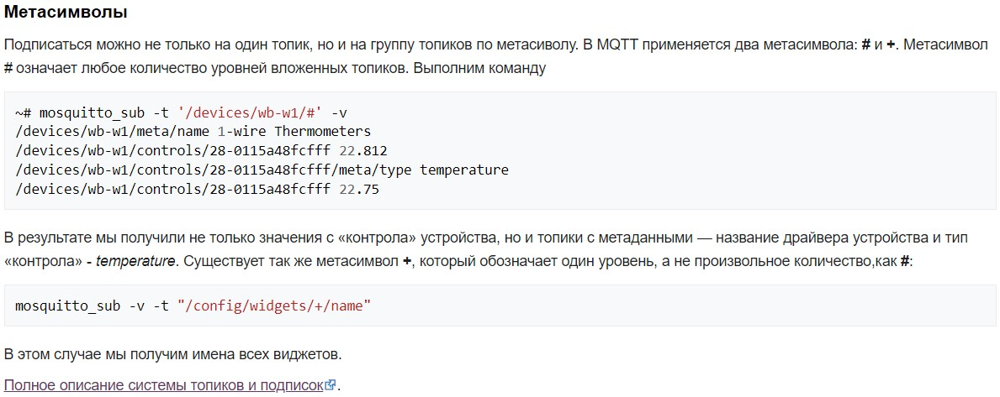 Метасимволы
Подписаться можно не только на один топик, но и на группу топиков по метасиволу. В MQTT применяется два метасимвола: # и +. Метасимвол
# означает любое количество уровней вложенных топиков. Выполним команду
~# mosquitto_sub -t '/devices/wb-w1/#' -v
/devices/wb-w1/meta/name 1-wire Thermometers
/devices/wb-w1/controls/28-0115a48fcfff 22.812
/devices/wb-w1/controls/28-0115a48fcfff/meta/type temperature
/devices/wb-w1/controls/28-0115a48fcfff 22.75
В результате мы получили не только значения с «контрола» устройства, но и топики с метаданными — название драйвера устройства и тип
«контрола» - temperature. Существует так же метасимвол +, который обозначает один уровень, а не произвольное количество,как #:
mosquitto_sub -v -t "/config/widgets/+/name"
В этом случае мы получим имена всех виджетов.
Полное описание системы топиков и подписок.